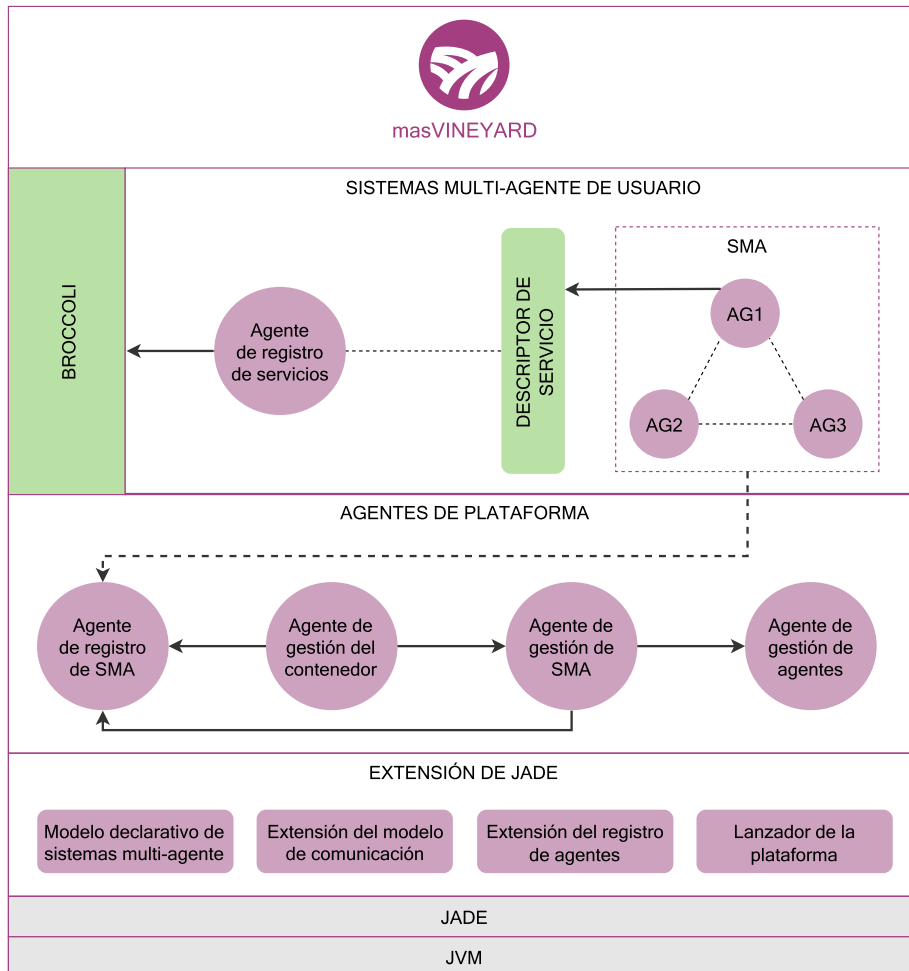 masVINEYARD
SISTEMAS MULTI-AGENTE DE USUARIO
BROCCOLI
Agente
de registro
de servicios
DESCRIPTOR DE
SERVICIO
SMA
AG1
AG2
AG3
AGENTES DE PLATAFORMA
Agente
de registro
de SMA
Agente de
gestión del
contenedor
Agente de
gestión de
SMA
Agente de
gestión de
agentes
EXTENSIÓN DE JADE
Modelo declarativo de
sistemas multi-agente
Extensión del modelo
de comunicación
Extensión del registro
de agentes
Lanzador de la
plataforma
JADE
JVM